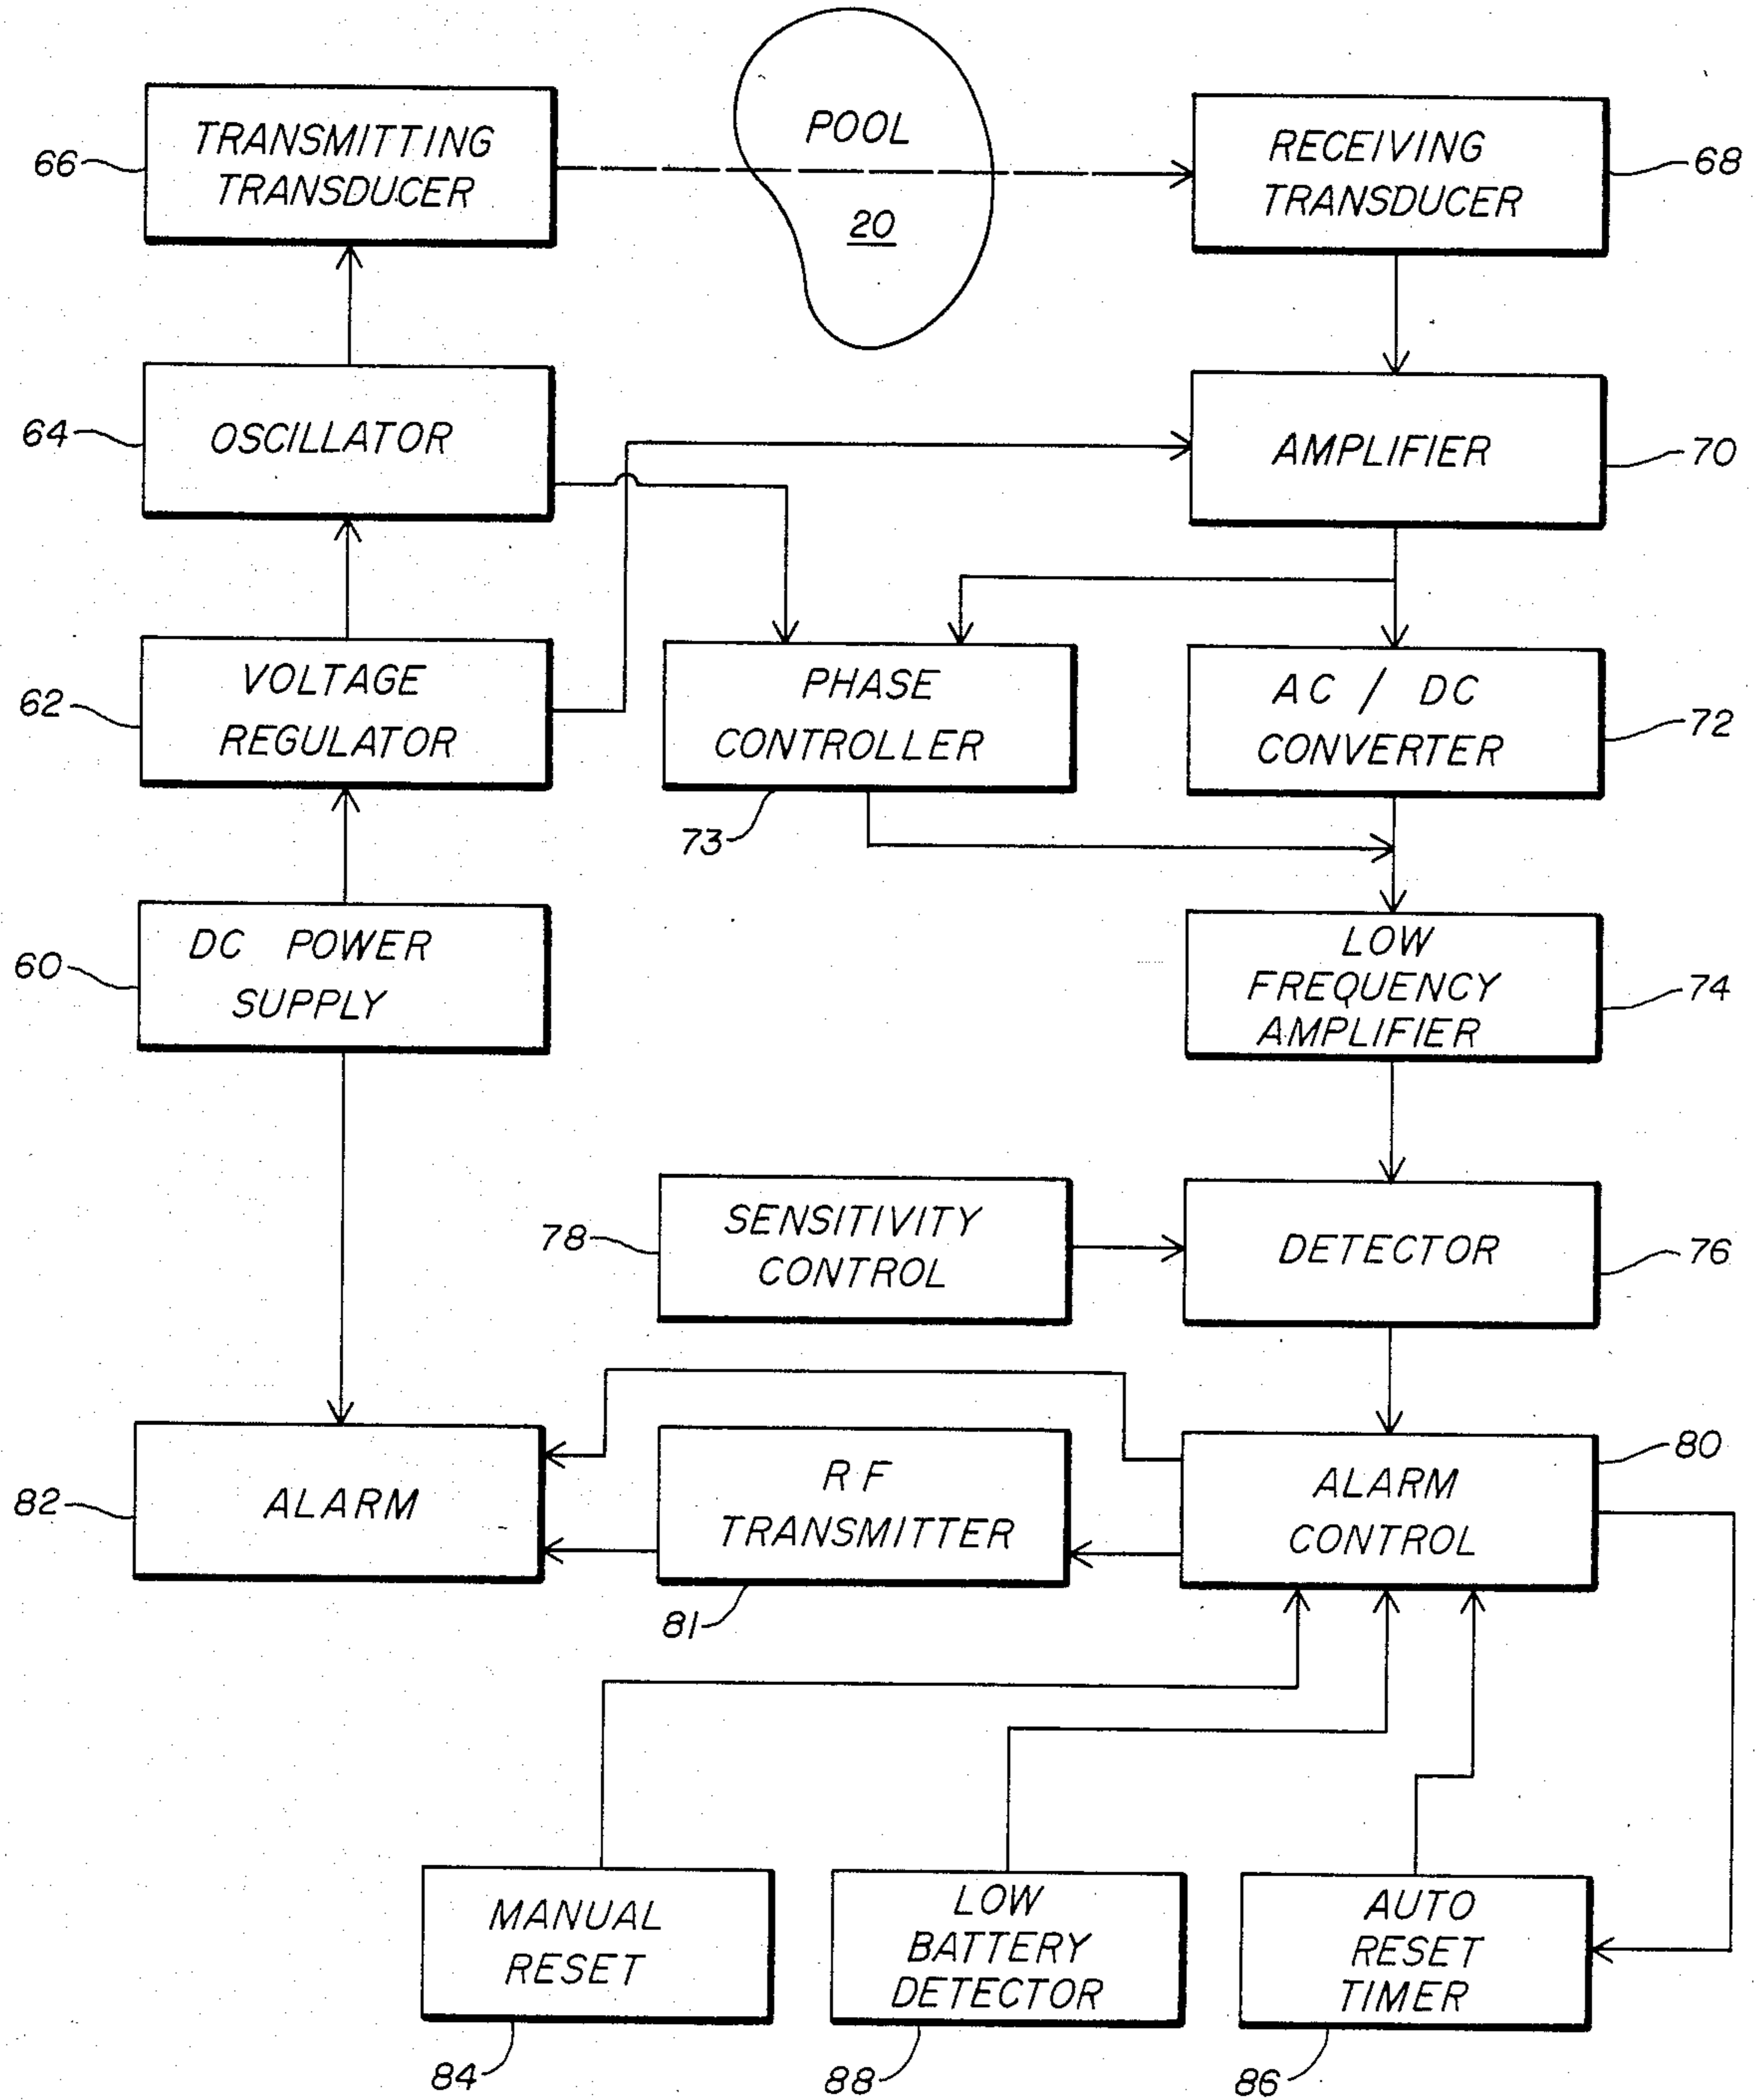 TRANSMITTING
TRANSDUCER
66
POOL
20
RECEIVING
TRANSDUCER
68
OSCILLATOR
64
AMPLIFIER
70
VOLTAGE
REGULATOR
62
PHASE
CONTROLLER
73
AC / DC
CONVERTER
72
DC POWER
SUPPLY
60
LOW
FREQUENCY
AMPLIFIER
74
SENSITIVITY
CONTROL
78
DETECTOR
76
ALARM
82
RF
TRANSMITTER
81
ALARM
CONTROL
80
MANUAL
RESET
84
LOW
BATTERY
DETECTOR
88
AUTO
RESET
TIMER
86